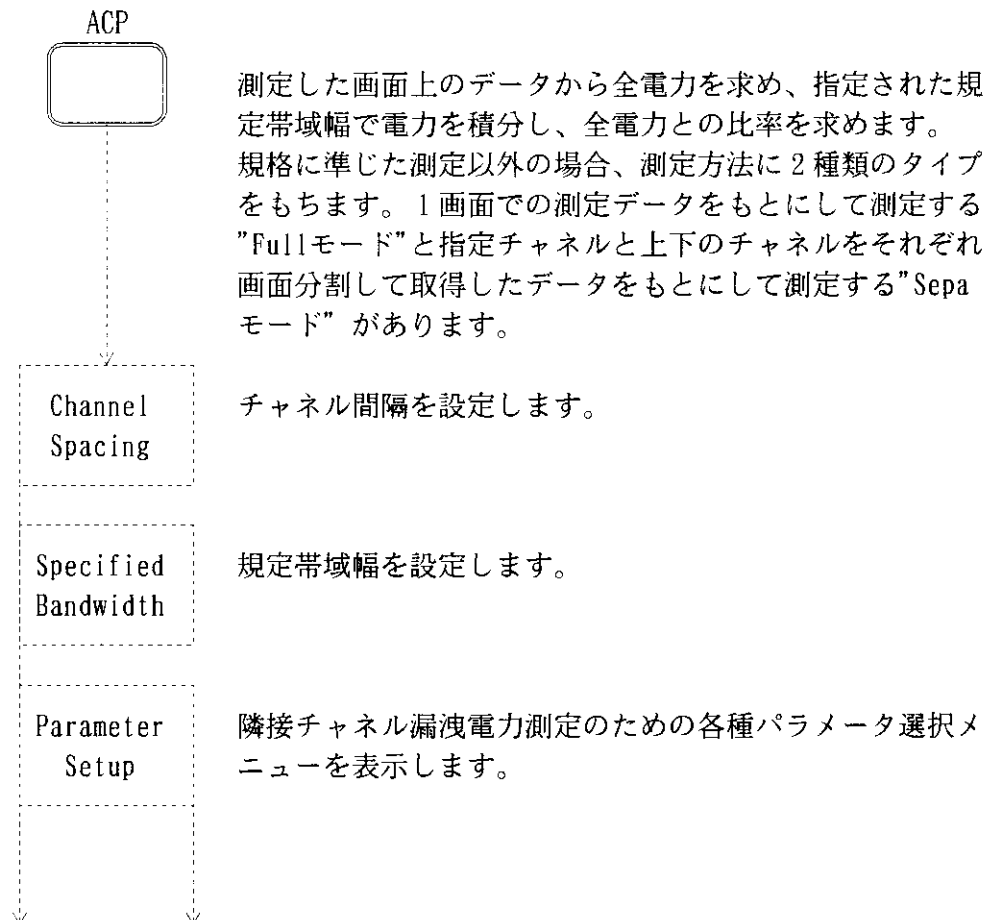 ACP
測定した画面上のデータから全電力を求め、指定された規
定帯域幅で電力を積分し、全電力との比率を求めます。
規格に準じた測定以外の場合、測定方法に2種類のタイプ
をもちます。1画面での測定データをもとにして測定する
”Fullモード”と指定チャネルと上下のチャネルをそれぞれ
画面分割して取得したデータをもとにして測定する”Sepa
モード”があります。
Channel
Spacing
チャネル間隔を設定します。
Specified
Bandwidth
規定帯域幅を設定します。
Parameter
Setup
隣接チャネル漏洩電力測定のための各種パラメータ選択メ
ニューを表示します。